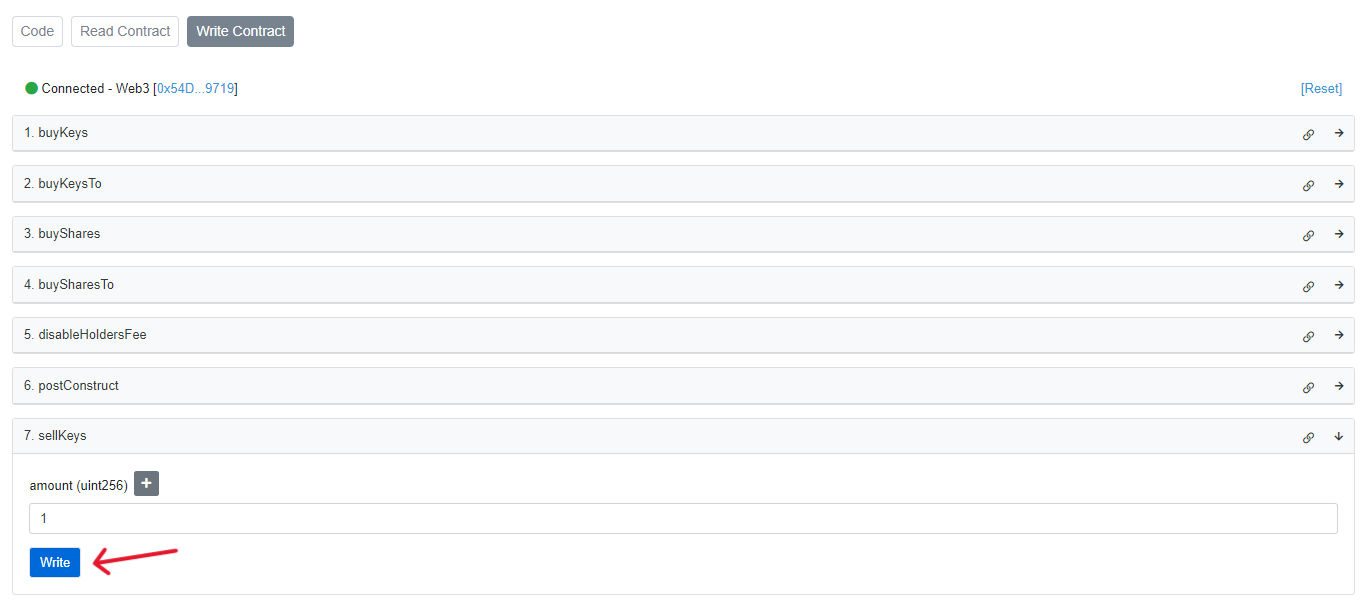 Code Read Contract Write Contract
Connected - Web3 [0x54D...9719] [Reset]
1. buyKeys
2. buyKeysTo
3. buyShares
4. buySharesTo
5. disableHoldersFee
6. postConstruct
7. sellKeys
amount (uint256) +
1
Write